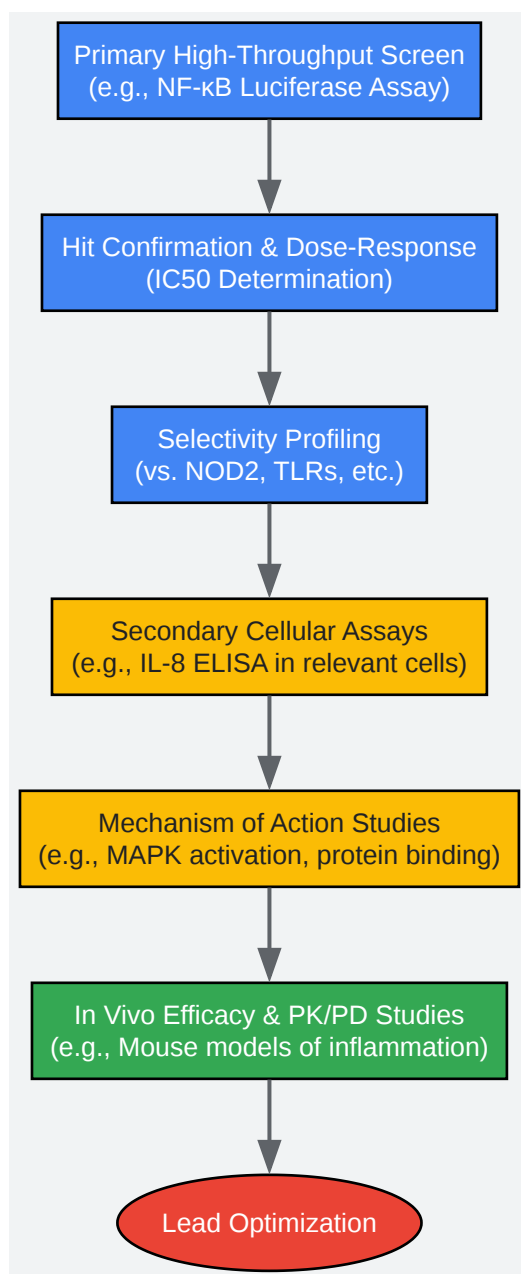 Primary High-Throughput Screen
(e.g., NF-κB Luciferase Assay)
Hit Confirmation & Dose-Response
(IC50 Determination)
Selectivity Profiling
(vs. NOD2, TLRs, etc.)
Secondary Cellular Assays
(e.g., IL-8 ELISA in relevant cells)
Mechanism of Action Studies
(e.g., MAPK activation, protein binding)
In Vivo Efficacy & PK/PD Studies
(e.g., Mouse models of inflammation)
Lead Optimization